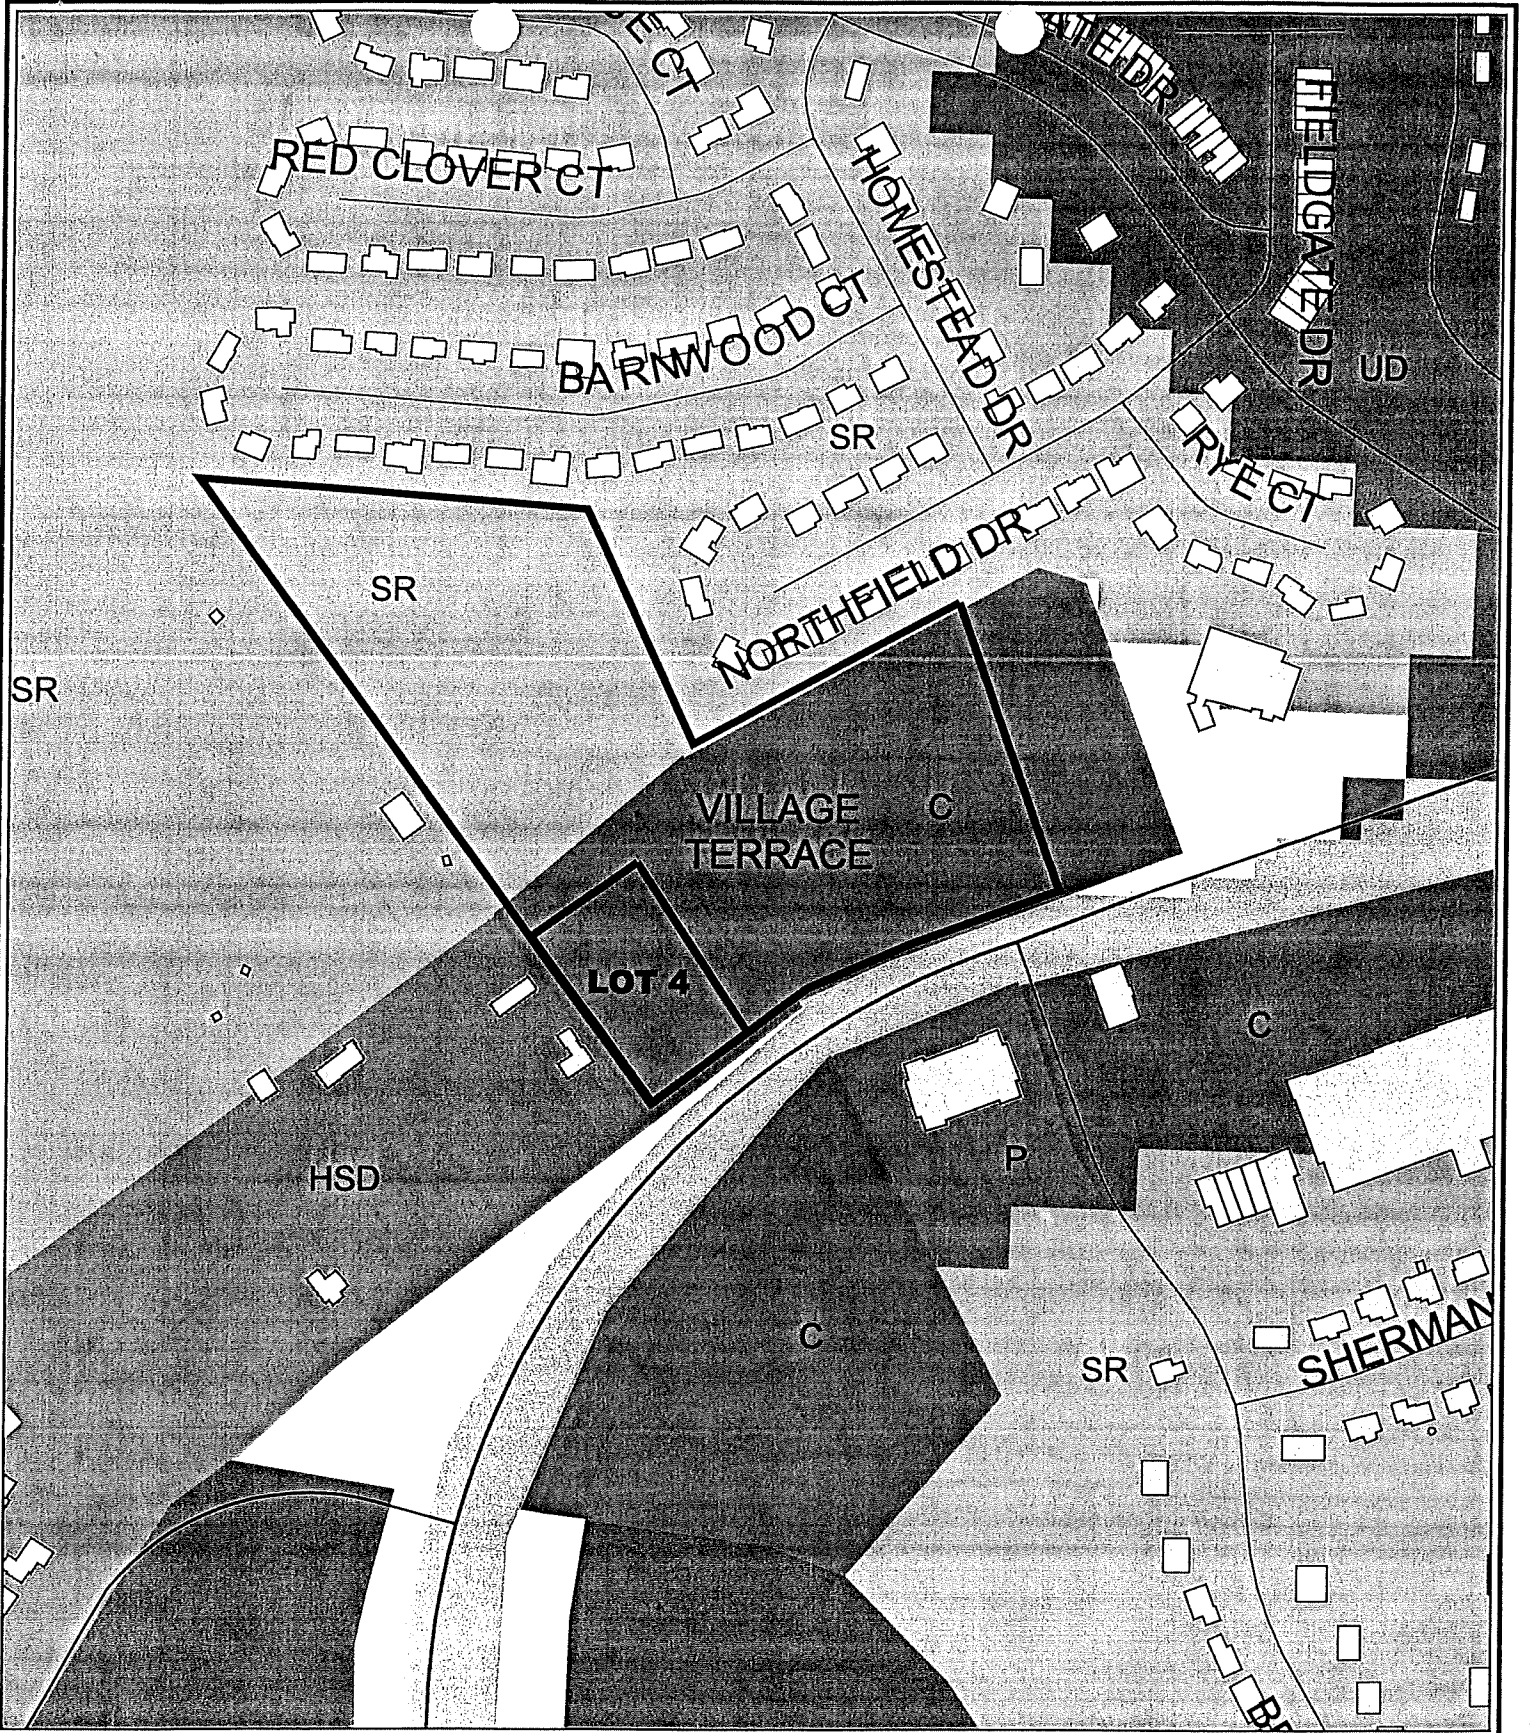 CT
RED CLOVER CT
HOMESTEAD DR
FIELDGATE DR
BARNWOOD CT
UD
SR
RYE CT
NORTHFIELD DR
SR
SR
VILLAGE
TERRACE
C
LOT 4
C
P
HSD
C
SR
SHERMAN